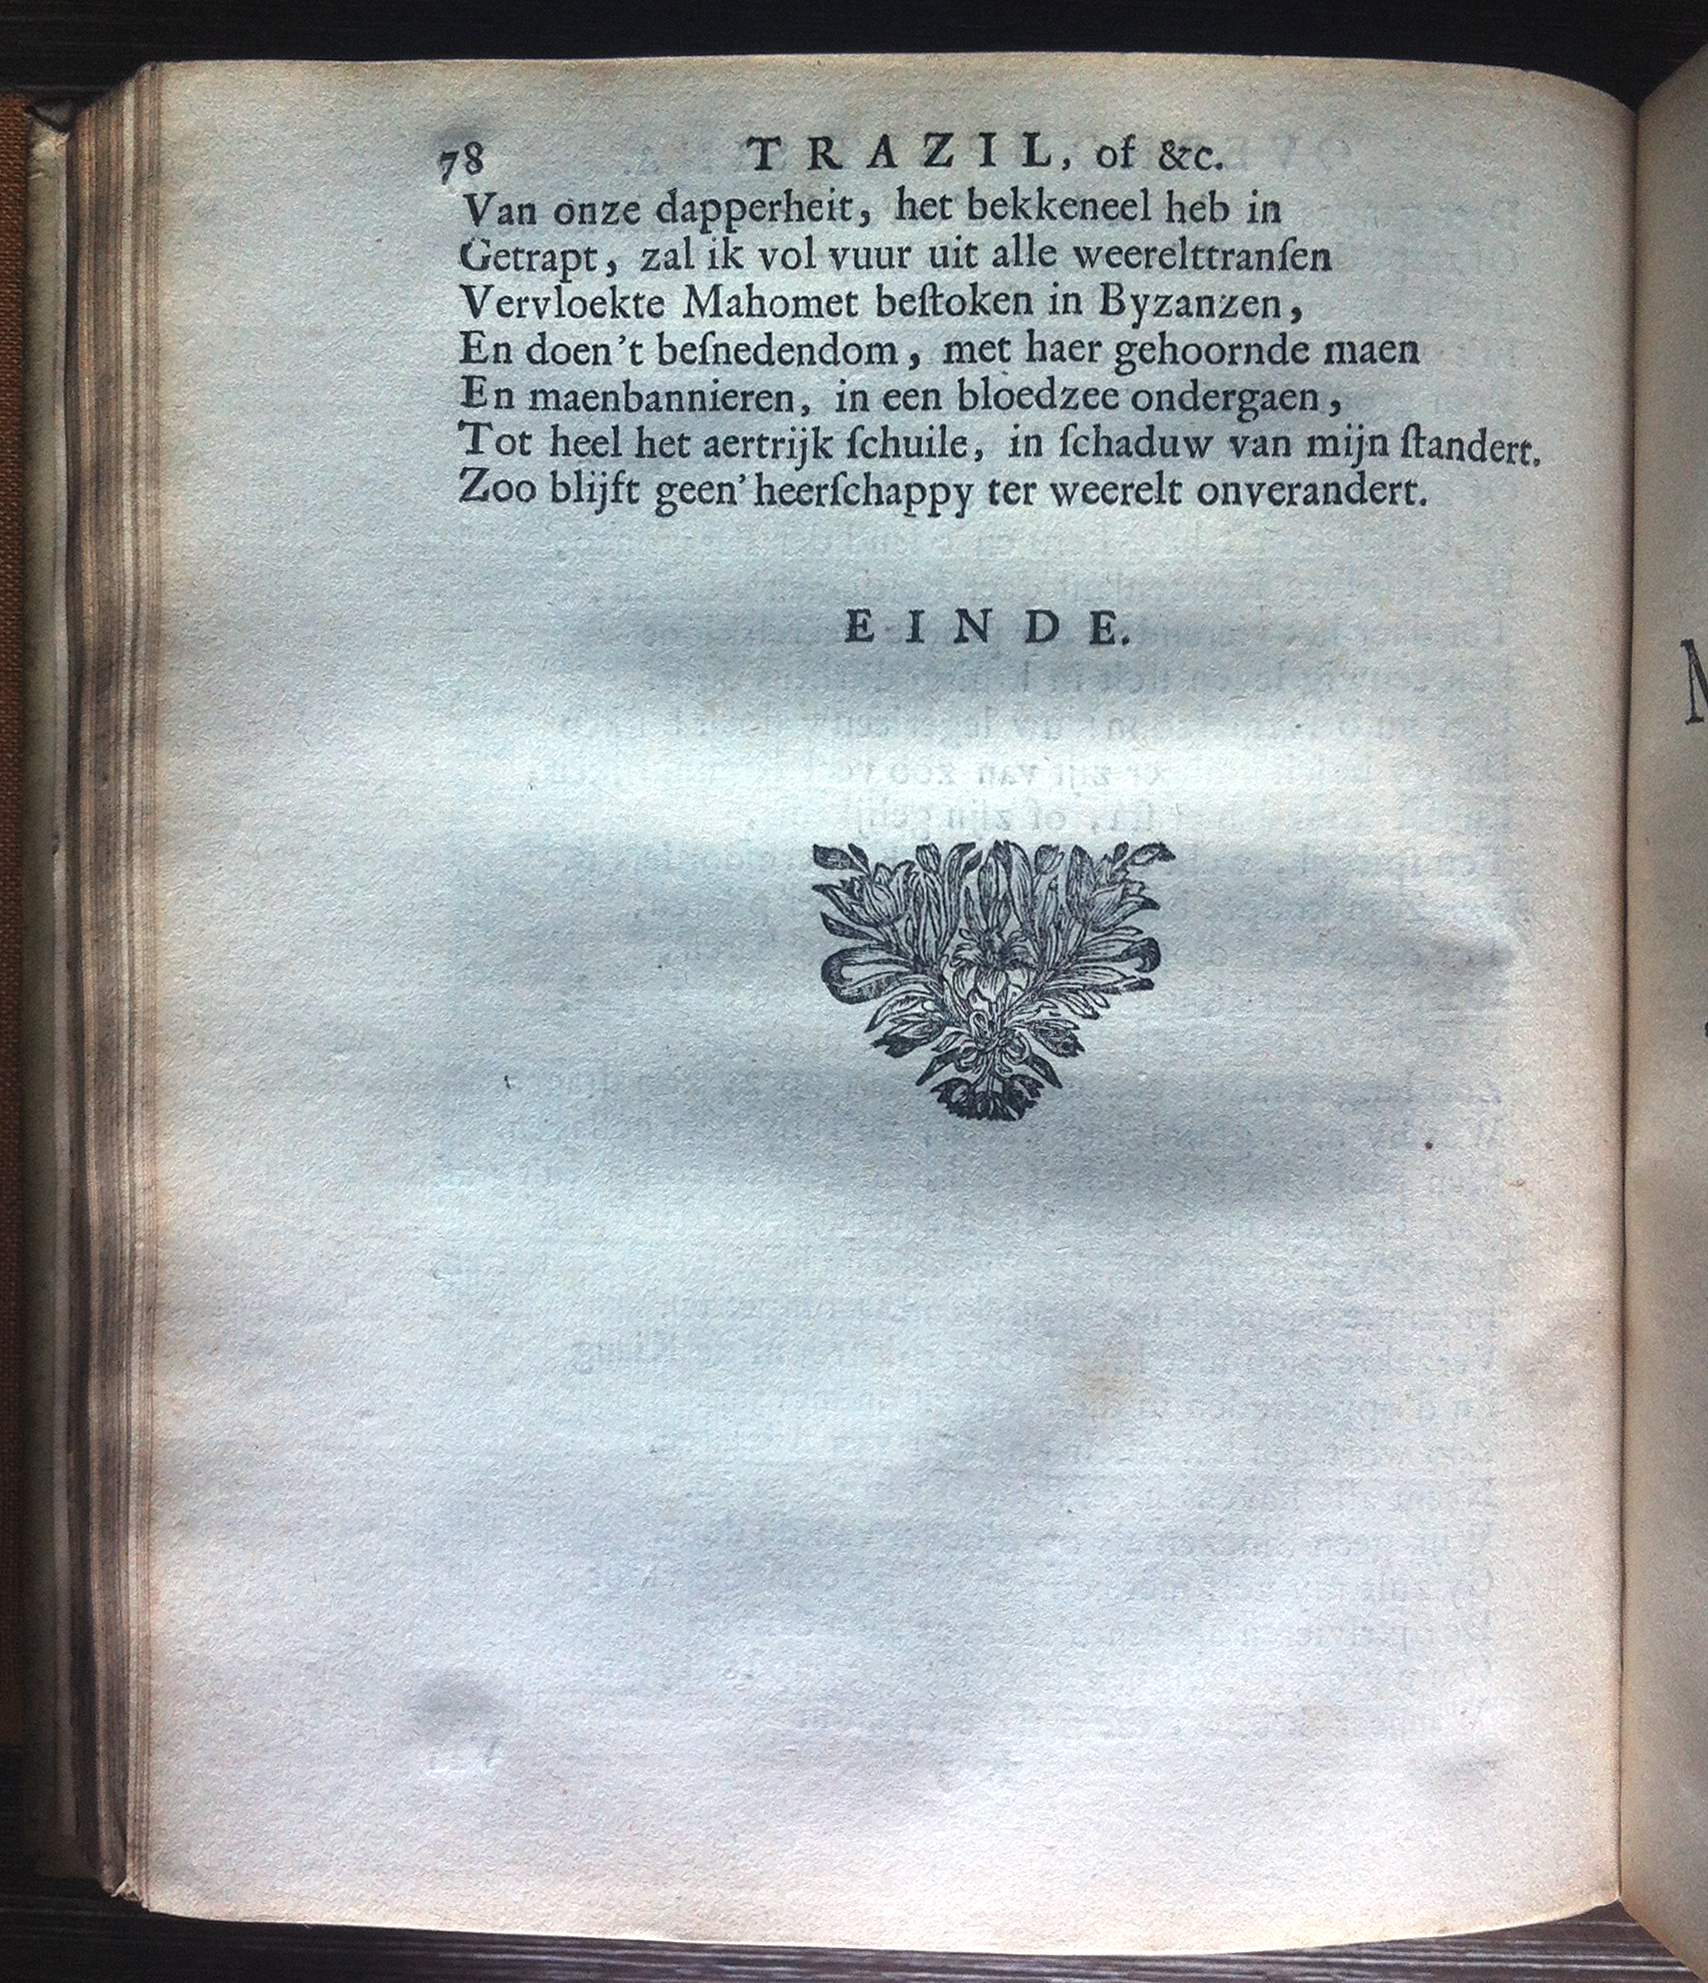 78 TRAZIL, of &c.
Van onze dapperheit, het bekkeneel heb in
Getrapt, zal ik vol vuur uit alle weerelttranſen
Vervloekte Mahomet beſtoken in Byzanzen,
En doen't beſnedendom, met haer gehoornde maen
En maenbannieren, in een bloedzee ondergaen,
Tot heel het aertrijk ſchuile, in ſchaduw van mijn ſtandert.
Zoo blijft geen' heerſchappy ter weerelt onverandert.
EINDE.